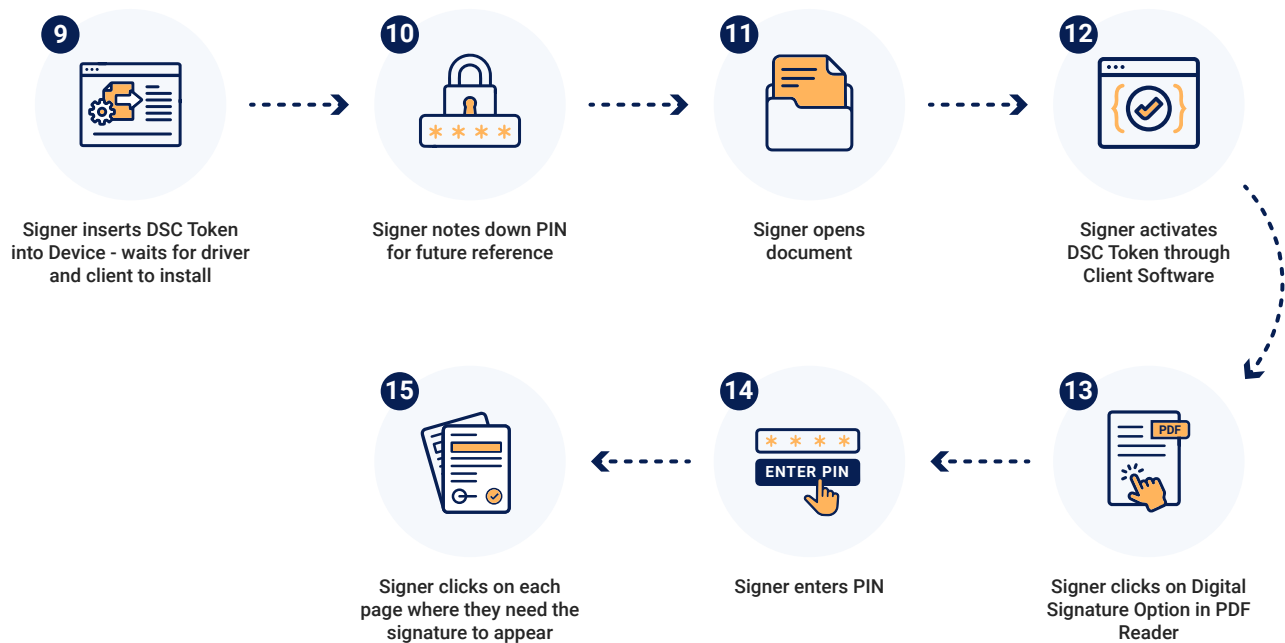 9
Signer inserts DSC Token
into Device - waits for driver
and client to install
10
* * * *
Signer notes down PIN
for future reference
11
Signer opens
document
12
Signer activates
DSC Token through
Client Software
13
PDF
Signer clicks on Digital
Signature Option in PDF
Reader
14
* * * *
ENTER PIN
Signer enters PIN
15
Signer clicks on each
page where they need the
signature to appear